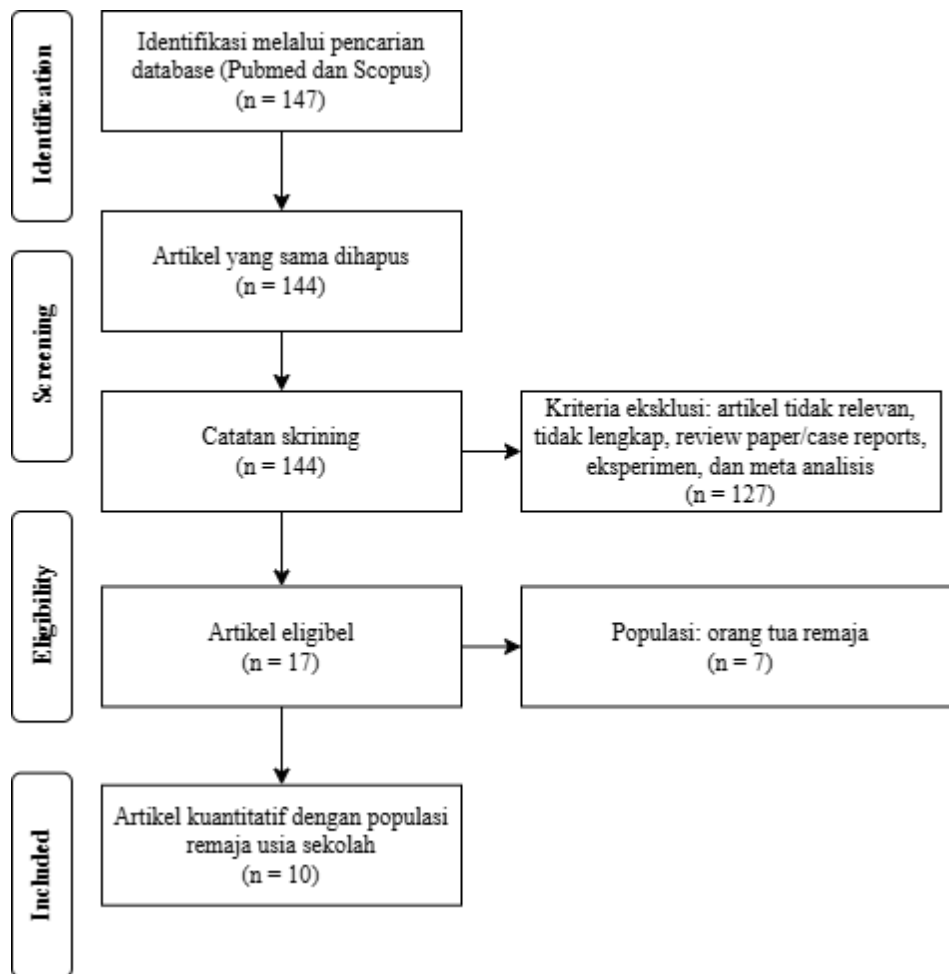 Identification
Identifikasi melalui pencarian
database (Pubmed dan Scopus)
(n = 147)
Screening
Artikel yang sama dihapus
(n = 144)
Catatan skrining
(n = 144)
Kriteria eksklusi: artikel tidak relevan,
tidak lengkap, review paper/case reports,
eksperimen, dan meta analisis
(n = 127)
Eligibility
Artikel eligibel
(n = 17)
Populasi: orang tua remaja
(n = 7)
Included
Artikel kuantitatif dengan populasi
remaja usia sekolah
(n = 10)